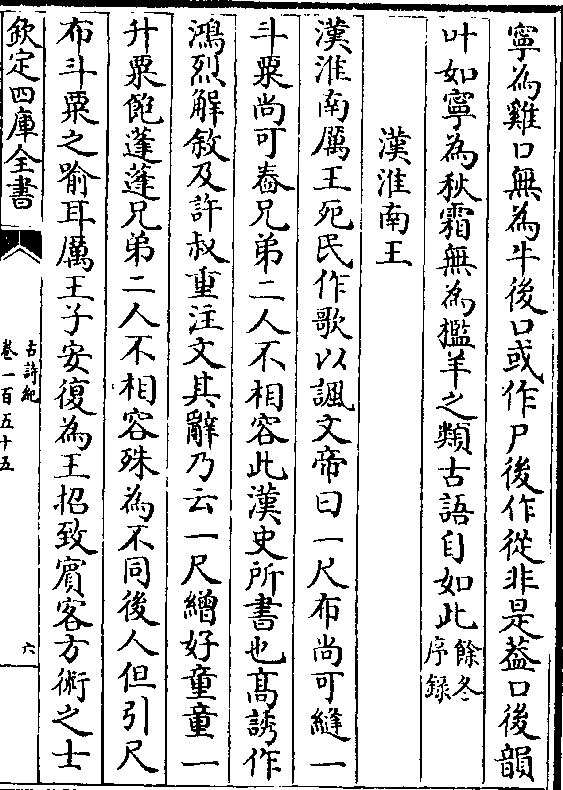 寧為雞口無為牛後口或作尸後作從非是葢口後韻
叶如寧為秋霜無為檻羊之類古語自如此餘冬序錄
漢淮南王
漢淮南厲王死民作歌以諷文帝曰一尺布尚可縫一
斗粟尚可舂兄弟二人不相容此漢史所書也髙誘作
鴻烈解敘及許叔重注文其辭乃云一尺繒好童童一
升粟飽蓬蓬兄弟二人不相容殊為不同後人但引尺
布斗粟之喻耳厲王子安復為王招致賓客方術之士
欽定四庫全書
古詩紀
卷一百五十五
六